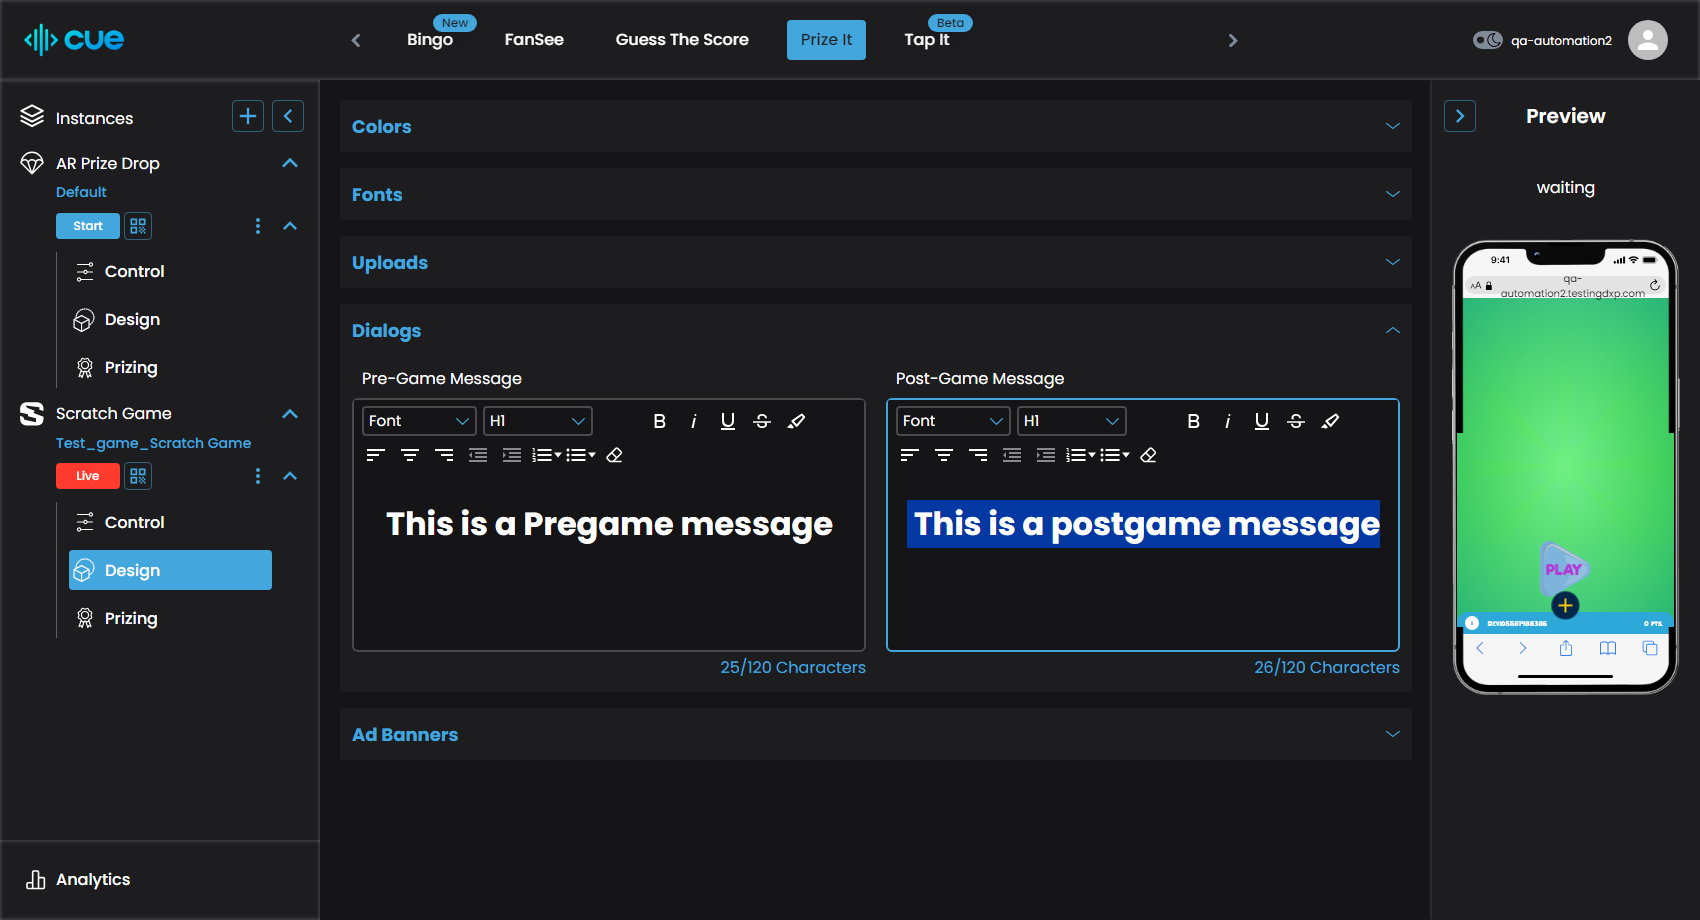 cue
Bingo
New
FanSee
Guess The Score
Prize It
Tap It
Beta
qa-automation2
Instances
AR Prize Drop
Default
Start
Control
Design
Prizing
Scratch Game
Test_game_Scratch Game
Live
Control
Design
Prizing
Analytics
Colors
Fonts
Uploads
Dialogs
Pre-Game Message
Font
H1
B i U S
This is a Pregame message
25/120 Characters
Post-Game Message
Font
H1
B i U S
This is a postgame message
26/120 Characters
Ad Banners
Preview
waiting
9:41
AA
qa-
automation2.testingdxp.com
PLAY
0 PTS.